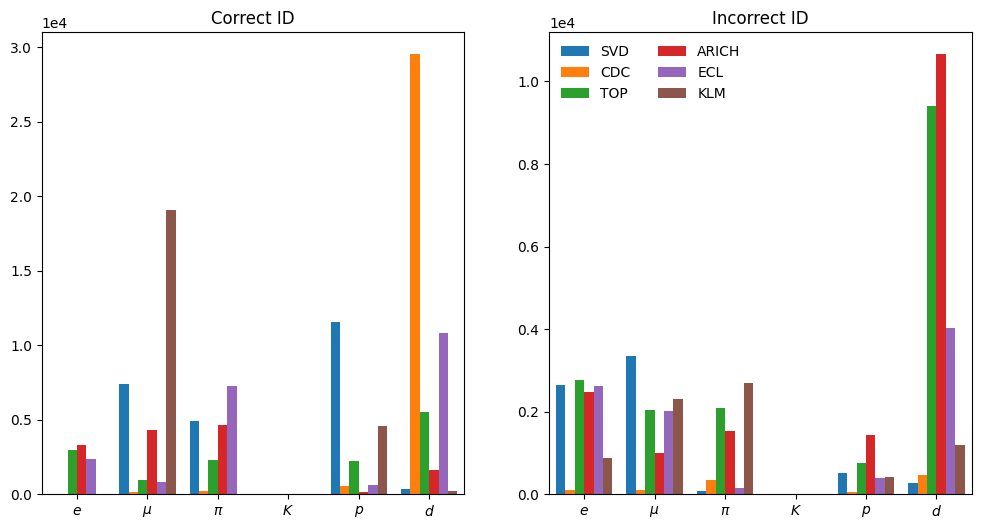 Correct ID
1e4
3.0
2.5
2.0
1.5
1.0
0.5
0.0
e μ π K p d
Incorrect ID
1e4
SVD ARICH
CDC ECL
TOP KLM
1.0
0.8
0.6
0.4
0.2
0.0
e μ π K p d